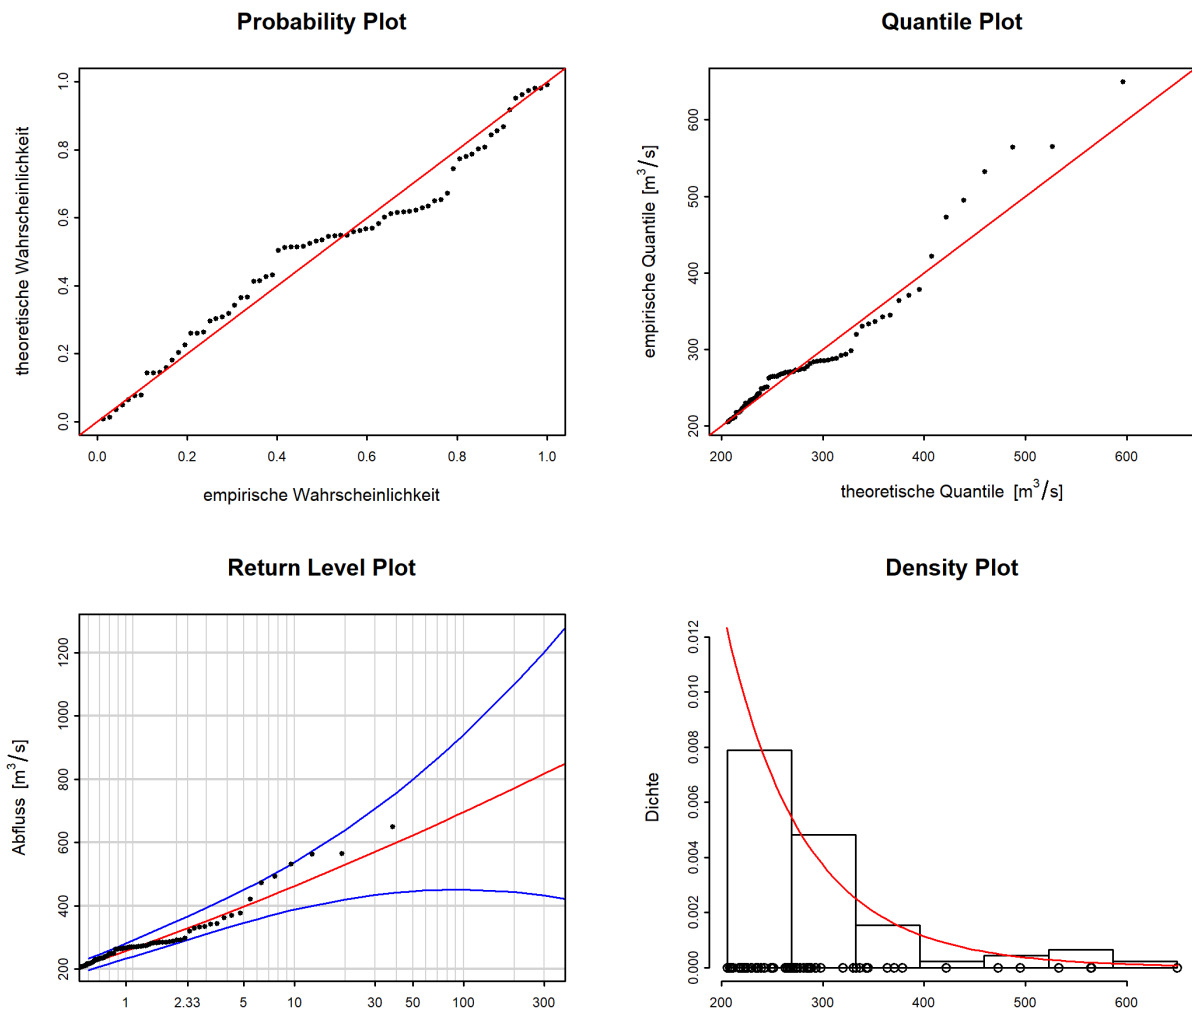 Probability Plot
theoretische Wahrscheinlichkeit
0.0 0.2 0.4 0.6 0.8 1.0
0.0 0.2 0.4 0.6 0.8 1.0
empirische Wahrscheinlichkeit
Quantile Plot
empirische Quantile [m³/s]
200 300 400 500 600
200 300 400 500 600
theoretische Quantile [m³/s]
Return Level Plot
Abfluss [m³/s]
200 400 600 800 1000 1200
1 2.33 5 10 30 50 100 300
Density Plot
Dichte
0.000 0.002 0.004 0.006 0.008 0.010 0.012
200 300 400 500 600